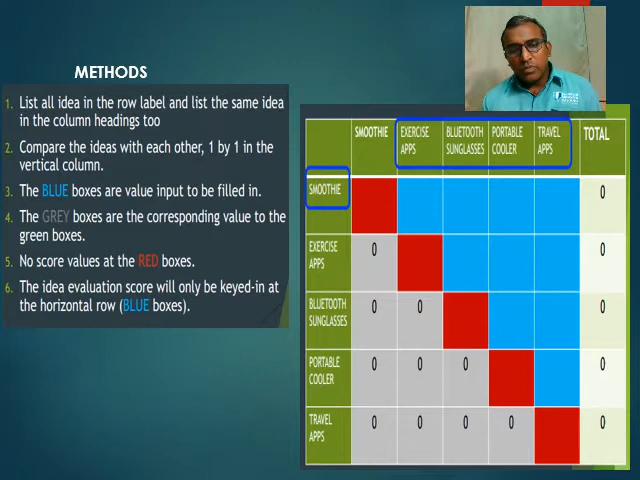 METHODS
1. List all idea in the row label and list the same idea
in the column headings too
2. Compare the ideas with each other, 1 by 1 in the
vertical column.
3. The BLUE boxes are value input to be filled in.
4. The GREY boxes are the corresponding value to the
green boxes.
5. No score values at the RED boxes.
6. The idea evaluation score will only be keyed-in at
the horizontal row (BLUE boxes).
SMOOTHIE EXERCISE APPS BLUETOOTH SUNGLASSES PORTABLE COOLER TRAVEL APPS TOTAL
SMOOTHIE 0
EXERCISE APPS 0 0
BLUETOOTH SUNGLASSES 0 0 0
PORTABLE COOLER 0 0 0 0
TRAVEL APPS 0 0 0 0 0